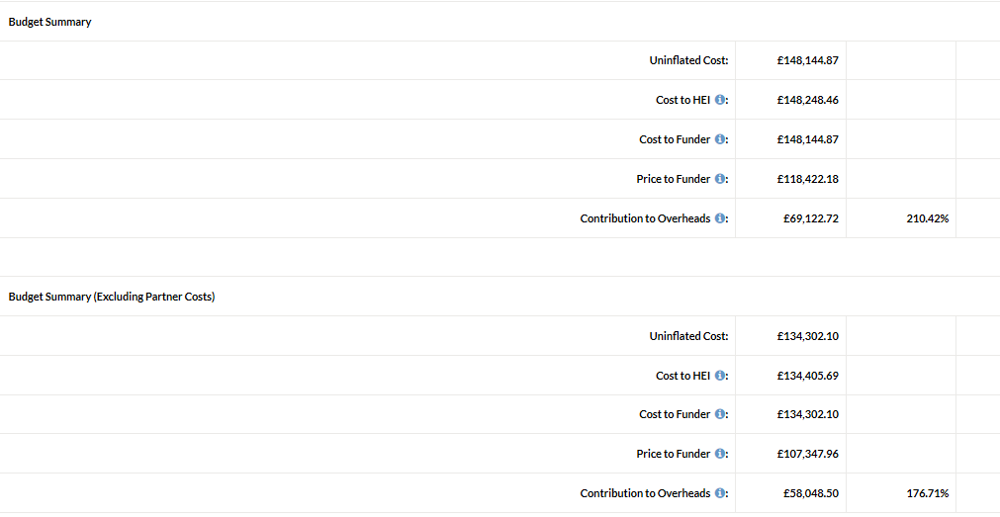 Budget Summary
Uninflated Cost: £148,144.87
Cost to HEI i: £148,248.46
Cost to Funder i: £148,144.87
Price to Funder i: £118,422.18
Contribution to Overheads i: £69,122.72 210.42%
Budget Summary (Excluding Partner Costs)
Uninflated Cost: £134,302.10
Cost to HEI i: £134,405.69
Cost to Funder i: £134,302.10
Price to Funder i: £107,347.96
Contribution to Overheads i: £58,048.50 176.71%